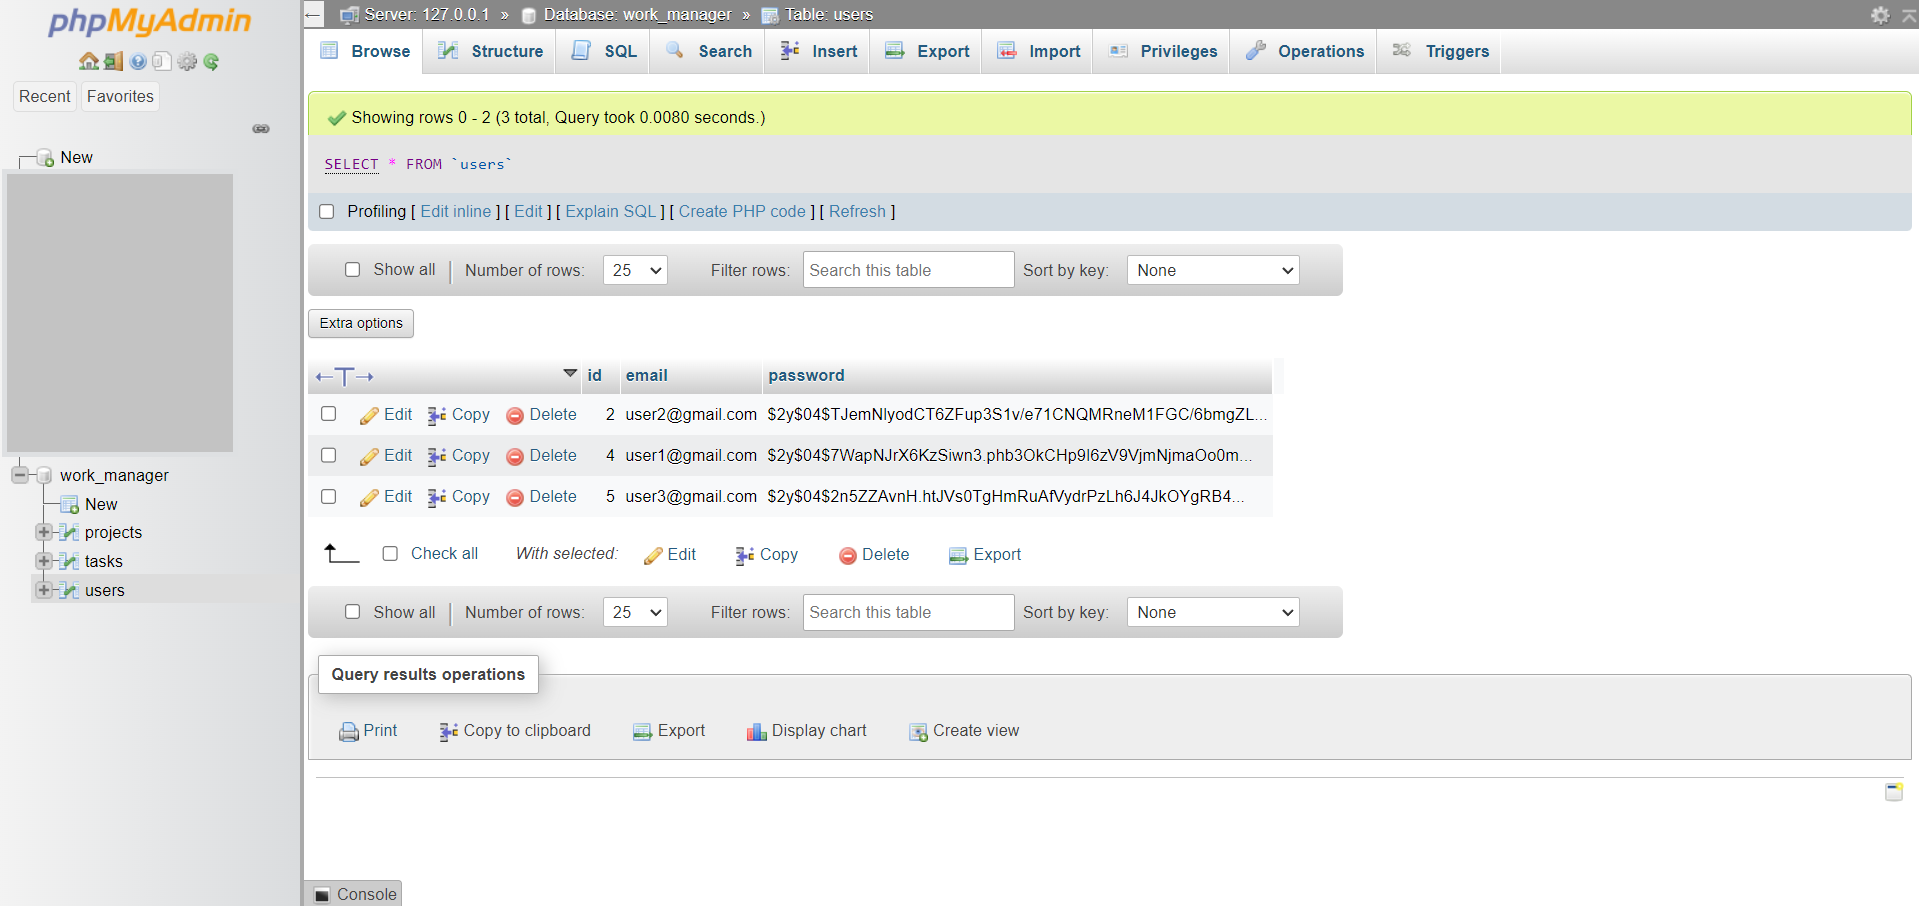 phpMyAdmin
Recent Favorites
New
work_manager
New
projects
tasks
users
Server: 127.0.0.1 » Database: work_manager » Table: users
Browse Structure SQL Search Insert Export Import Privileges Operations Triggers
Showing rows 0 - 2 (3 total, Query took 0.0080 seconds.)
SELECT * FROM `users`
Profiling [ Edit inline ] [ Edit ] [ Explain SQL ] [ Create PHP code ] [ Refresh ]
Show all | Number of rows: 25 Filter rows: Search this table Sort by key: None
Extra options
←T→ id email password
Edit Copy Delete 2 user2@gmail.com $2y$04$TJemNlyodCT6ZFup3S1v/e71CNQMRneM1FGC/6bmgZL...
Edit Copy Delete 4 user1@gmail.com $2y$04$7WapNJrX6KzSiwn3.phb3OkCHp9l6zV9VjmNjmaOo0m...
Edit Copy Delete 5 user3@gmail.com $2y$04$2n5ZZAvnH.htJVs0TgHmRuAfVydrPzLh6J4JkOYgRB4...
Check all With selected: Edit Copy Delete Export
Show all | Number of rows: 25 Filter rows: Search this table Sort by key: None
Query results operations
Print Copy to clipboard Export Display chart Create view
Console